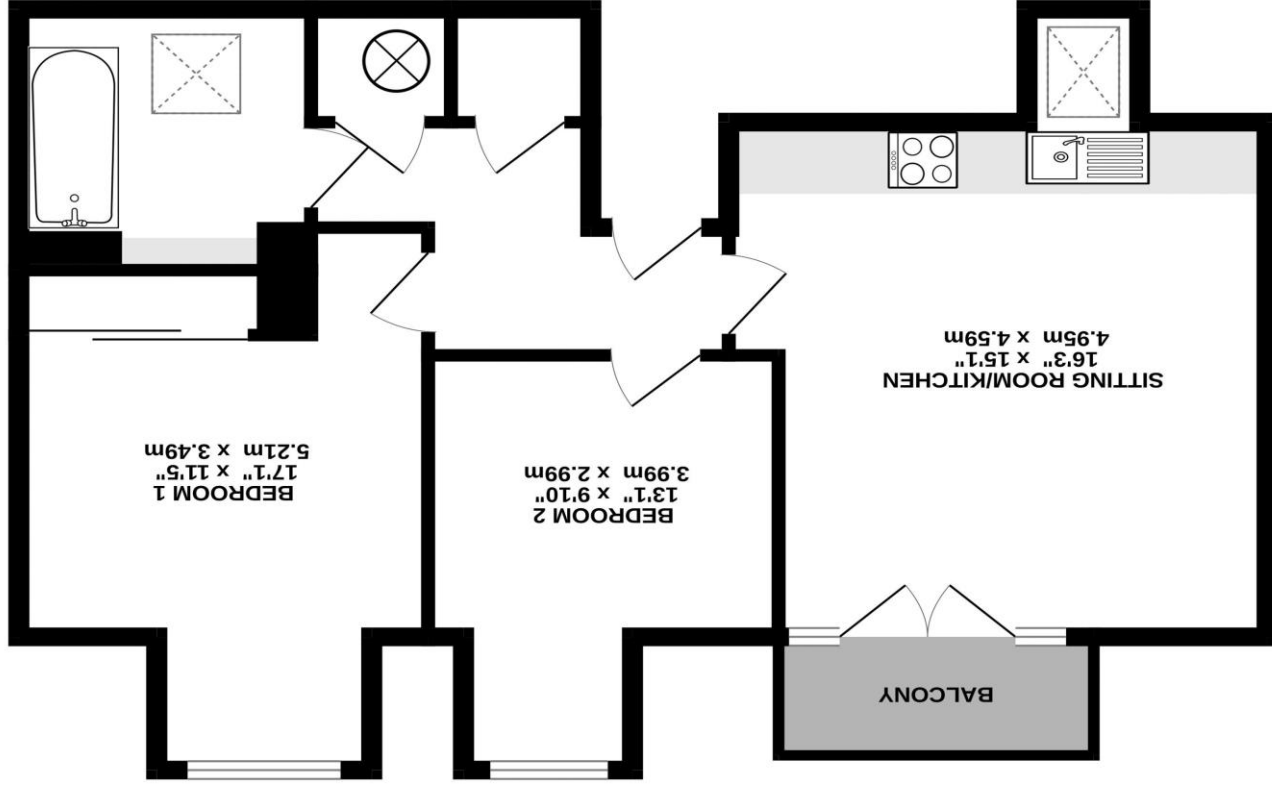 BALCONY
SITTING ROOM/KITCHEN
16'3" x 15'1"
4.95m x 4.59m
BEDROOM 2
13'1" x 9'10"
3.99m x 2.99m
BEDROOM 1
17'1" x 11'5"
5.21m x 3.49m